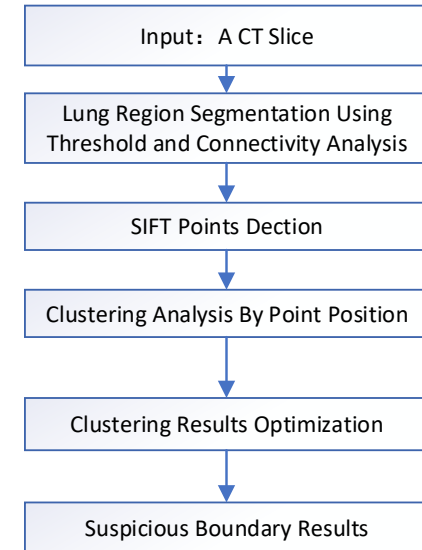 Input：A CT Slice
Lung Region Segmentation Using
Threshold and Connectivity Analysis
SIFT Points Dection
Clustering Analysis By Point Position
Clustering Results Optimization
Suspicious Boundary Results